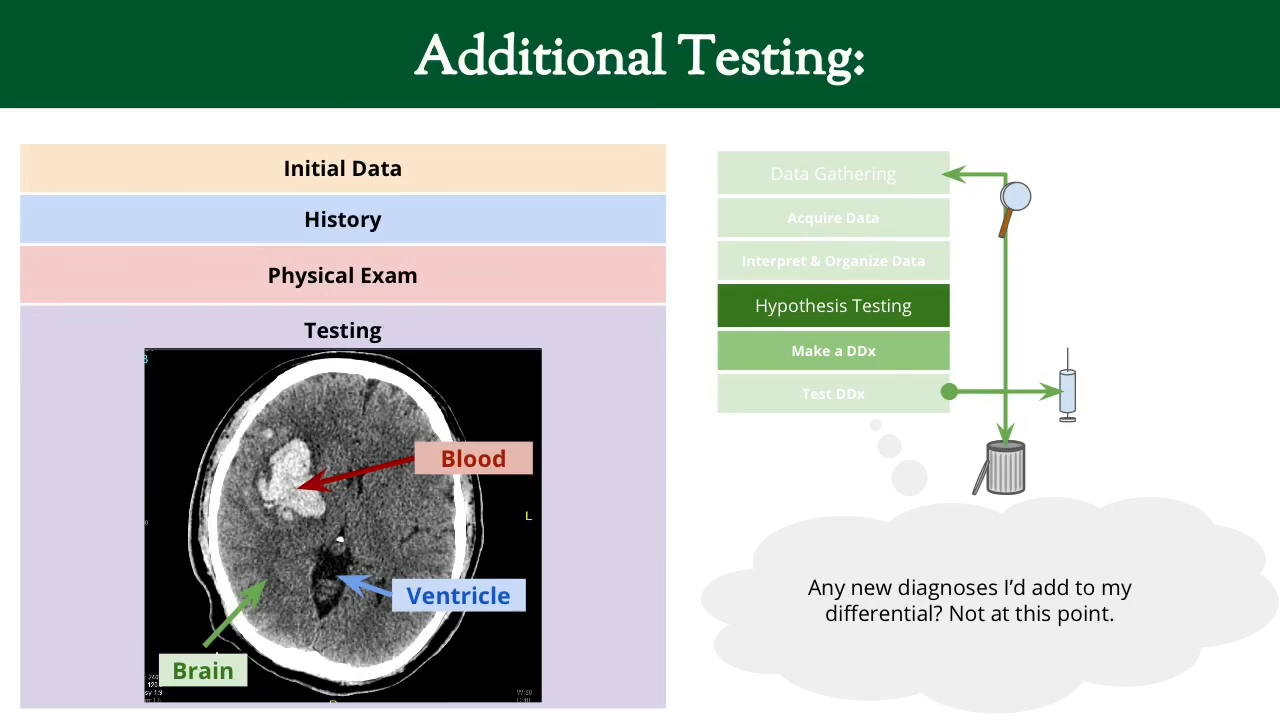 Additional Testing:
Initial Data
History
Physical Exam
Testing
Blood
L
Ventricle
Brain
Data Gathering
Acquire Data
Interpret & Organize Data
Hypothesis Testing
Make a DDx
Test DDx
Any new diagnoses I'd add to my
differential? Not at this point.